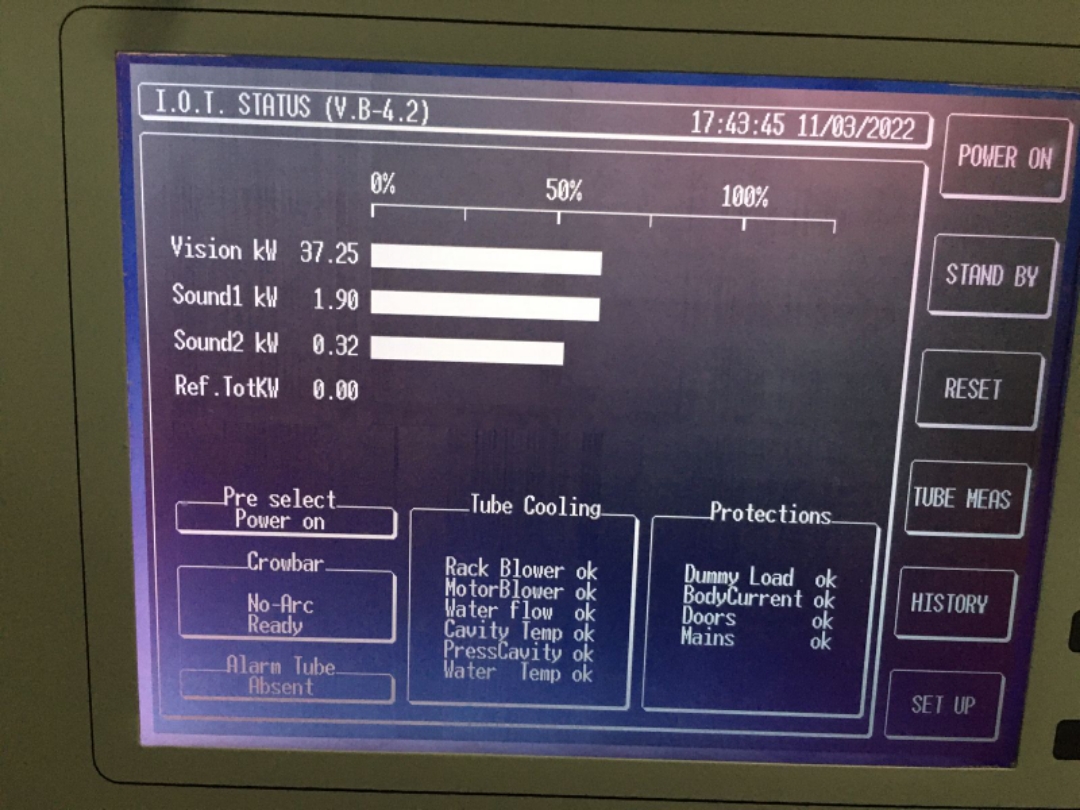 I.O.T. STATUS (V.B-4.2) 17:43:45 11/03/2022
POWER ON
STAND BY
RESET
TUBE MEAS
HISTORY
SET UP
0% 50% 100%
Vision kW 37.25
Sound1 kW 1.90
Sound2 kW 0.32
Ref.TotKW 0.00
Pre select
Power on
Crowbar
No-Arc
Ready
Alarm Tube
Absent
Tube Cooling
Rack Blower ok
MotorBlower ok
Water flow ok
Cavity Temp ok
PressCavity ok
Water Temp ok
Protections
Dummy Load ok
BodyCurrent ok
Doors ok
Mains ok